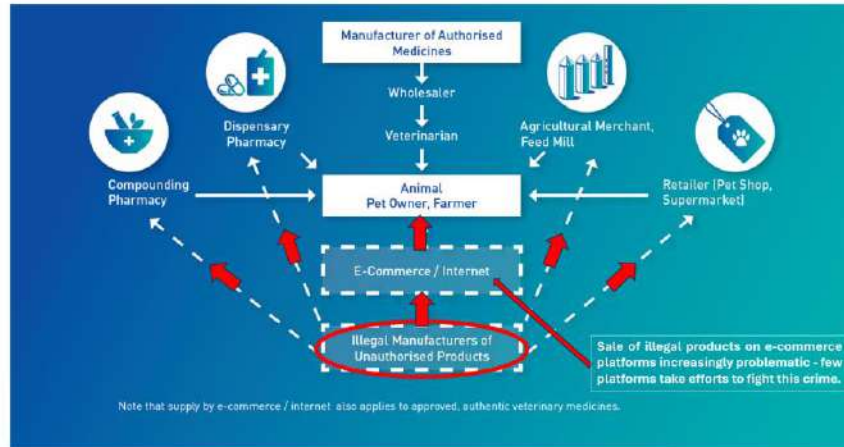 Manufacturer of Authorised
Medicines
Wholesaler
Veterinarian
Dispensary
Pharmacy
Agricultural Merchant,
Feed Mill
Compounding
Pharmacy
Animal
Pet Owner, Farmer
Retailer (Pet Shop,
Supermarket)
E-Commerce / Internet
Illegal Manufacturers of
Unauthorised Products
Sale of illegal products on e-commerce
platforms increasingly problematic - few
platforms take efforts to fight this crime.
Note that supply by e-commerce / internet also applies to approved, authentic veterinary medicines.